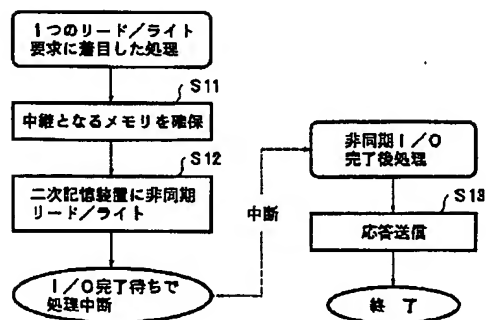 1つのリード/ライト
要求に着目した処理
S11
中継となるメモリを確保
S12
二次記憶装置に非同期
リード/ライト
I/O完了待ちで
処理中断
中断
非同期I/O
完了後処理
S13
応答送信
終 了